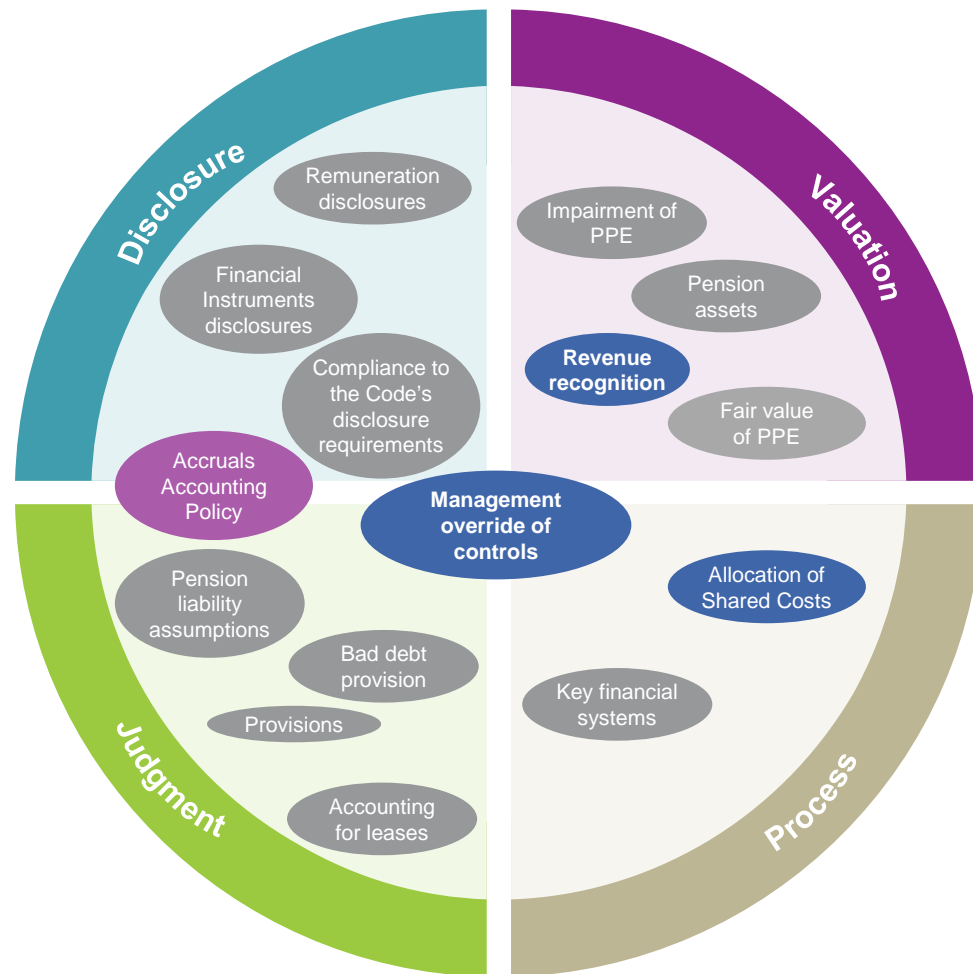 Disclosure
Remuneration
disclosures
Financial
Instruments
disclosures
Compliance to
the Code’s
disclosure
requirements
Valuation
Impairment of
PPE
Pension
assets
Revenue
recognition
Fair value
of PPE
Accruals
Accounting
Policy
Management
override of
controls
Judgment
Pension
liability
assumptions
Bad debt
provision
Provisions
Accounting
for leases
Process
Allocation of
Shared Costs
Key financial
systems